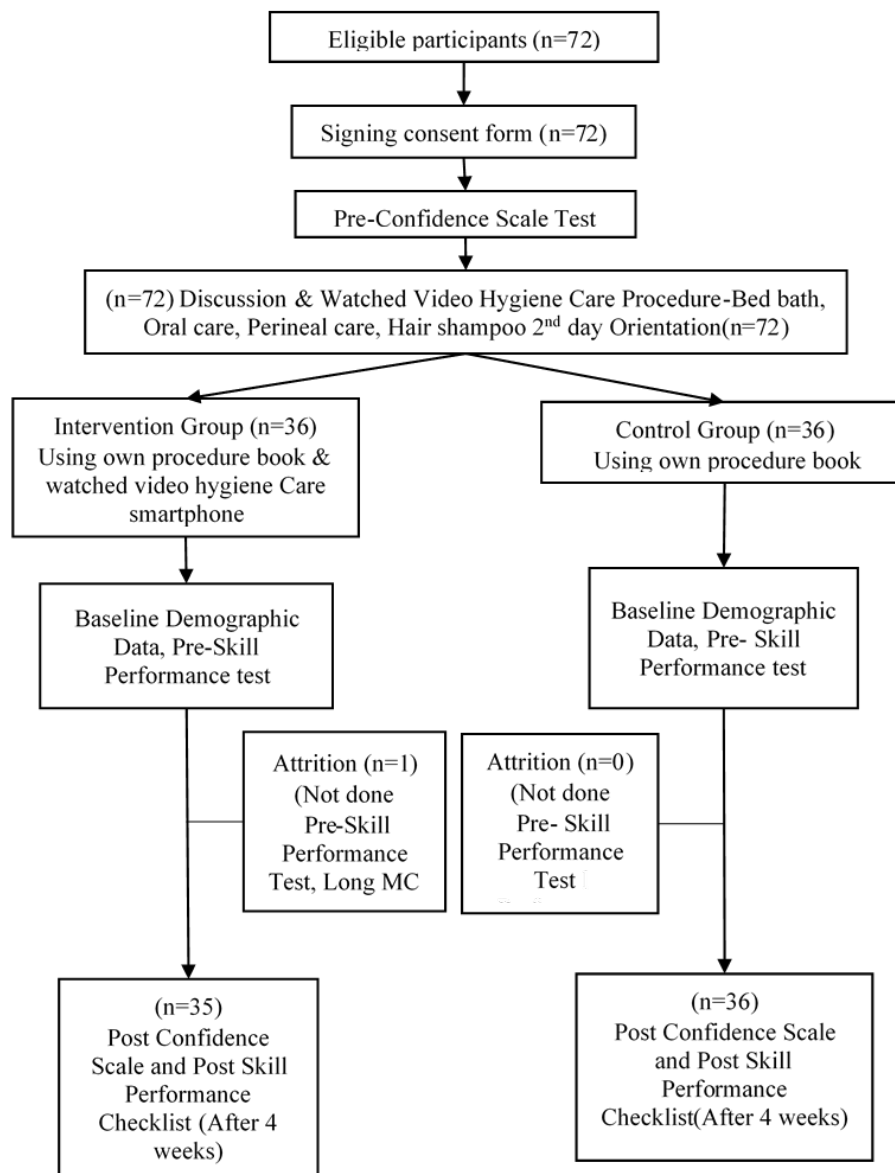 Eligible participants (n=72)
Signing consent form (n=72)
Pre-Confidence Scale Test
(n=72) Discussion & Watched Video Hygiene Care Procedure-Bed bath,
Oral care, Perineal care, Hair shampoo 2nd day Orientation(n=72)
Intervention Group (n=36)
Using own procedure book &
watched video hygiene Care
smartphone
Control Group (n=36)
Using own procedure book
Baseline Demographic
Data, Pre-Skill
Performance test
Baseline Demographic
Data, Pre- Skill
Performance test
Attrition (n=1)
(Not done
Pre-Skill
Performance
Test, Long MC
Attrition (n=0)
(Not done
Pre- Skill
Performance
Test
(n=35)
Post Confidence
Scale and Post Skill
Performance
Checklist (After 4
weeks)
(n=36)
Post Confidence Scale
and Post Skill
Performance
Checklist(After 4 weeks)